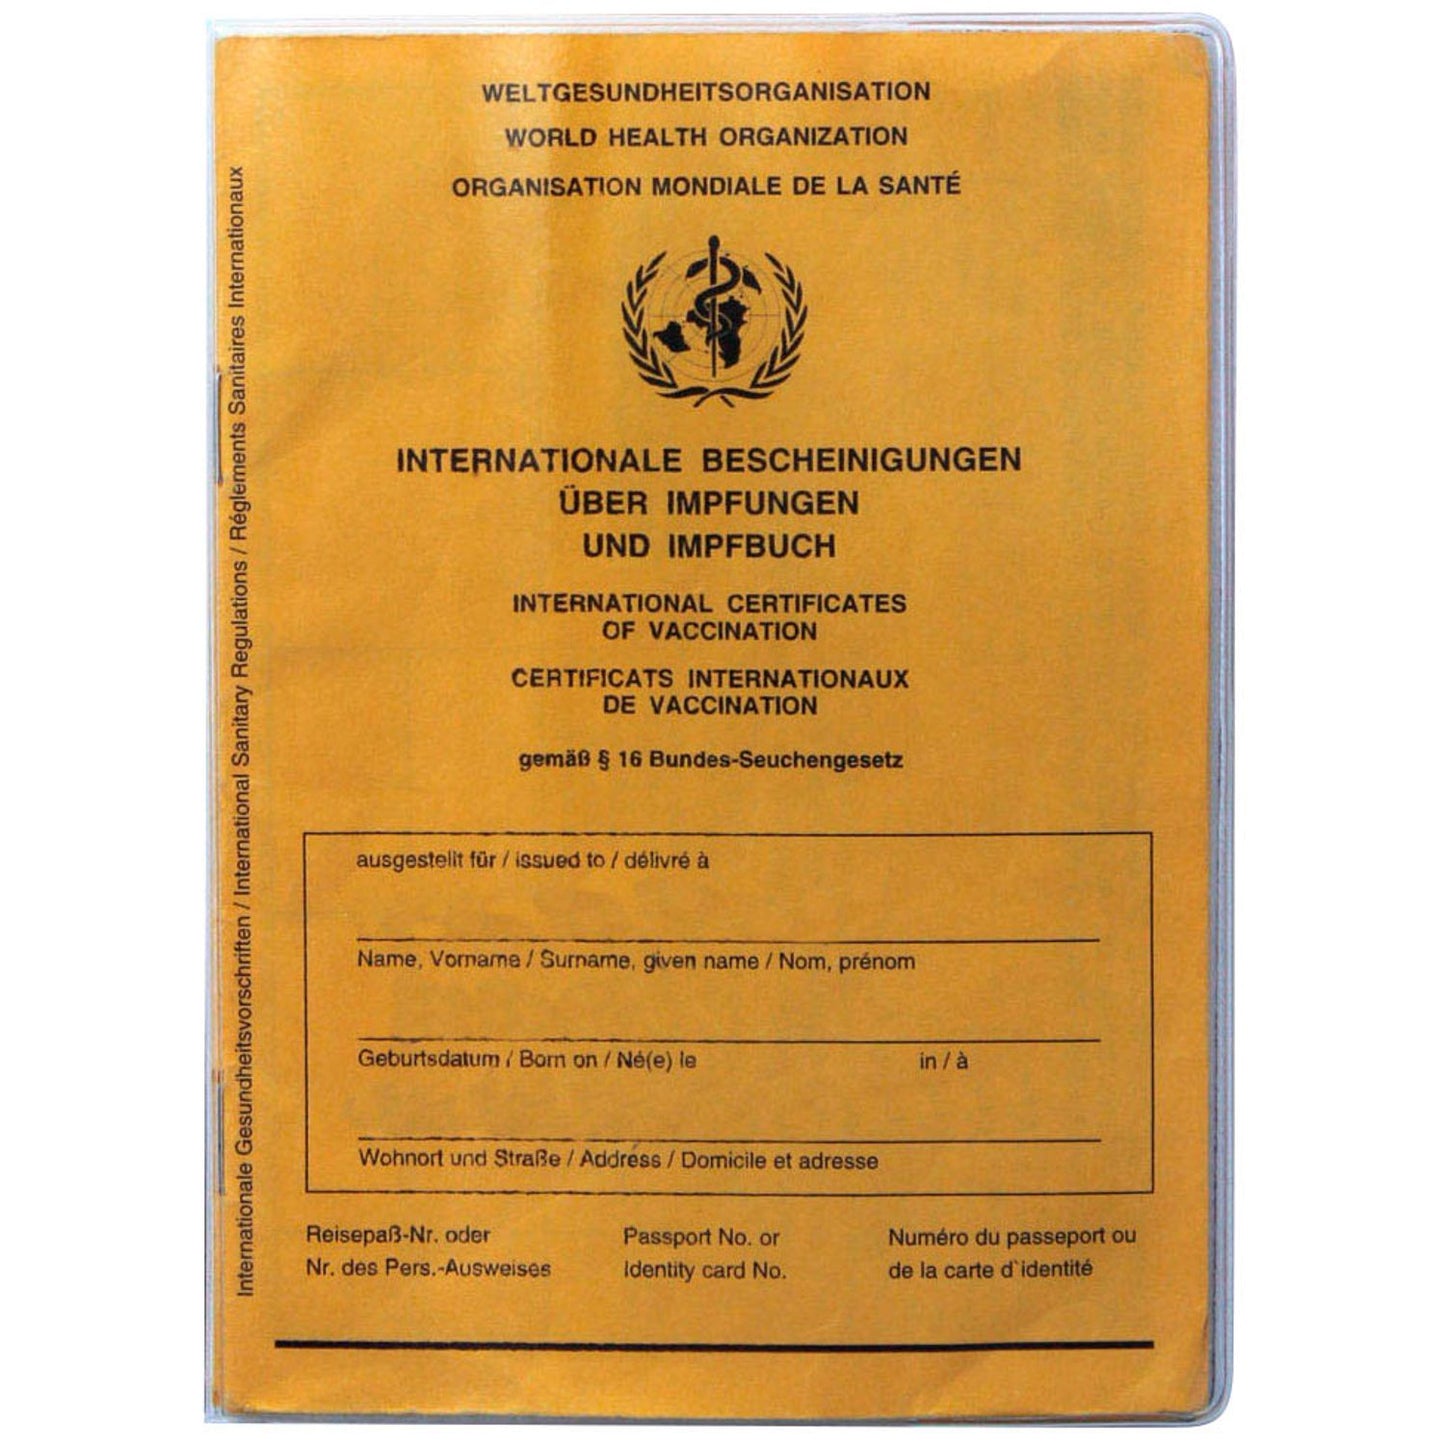 WELTGESUNDHEITSORGANISATION
WORLD HEALTH ORGANIZATION
ORGANISATION MONDIALE DE LA SANTÉ
INTERNATIONALE BESCHEINIGUNGEN
ÜBER IMPFUNGEN
UND IMPFBUCH
INTERNATIONAL CERTIFICATES
OF VACCINATION
CERTIFICATS INTERNATIONAUX
DE VACCINATION
gemäß § 16 Bundes-Seuchengesetz
ausgestellt für / issued to / délivré à
Name, Vorname / Surname, given name / Nom, prénom
Geburtsdatum / Born on / Né(e) le in / à
Wohnort und Straße / Address / Domicile et adresse
Reisepaß-Nr. oder Passport No. or Numéro du passeport ou
Nr. des Pers.-Ausweises Identity card No. de la carte d`identité
Internationale Gesundheitsvorschriften / International Sanitary Regulations / Réglements Sanitaires Internationaux